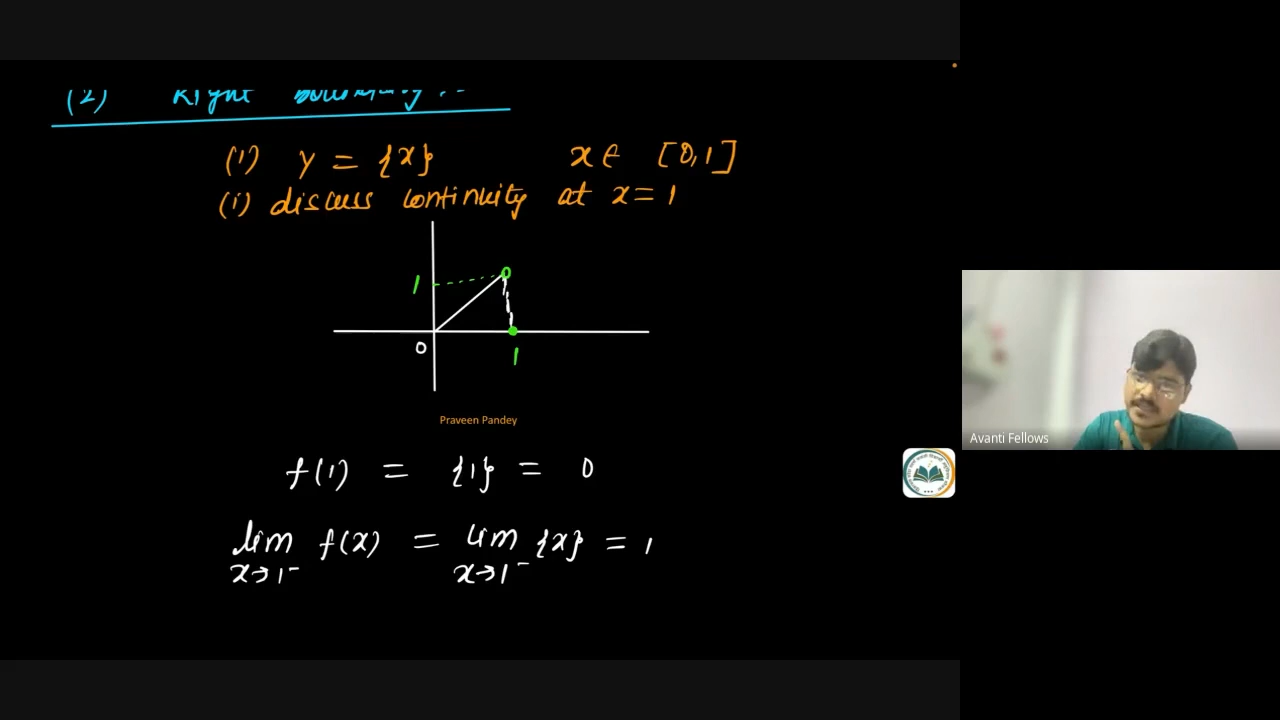 (2) Right
(1) y = {x} x ∈ [0,1]
(i) discuss continuity at x = 1
1
0
1
Praveen Pandey
f(1) = {1} = 0
lim x→1⁻ f(x) = lim x→1⁻ {x} = 1
Avanti Fellows